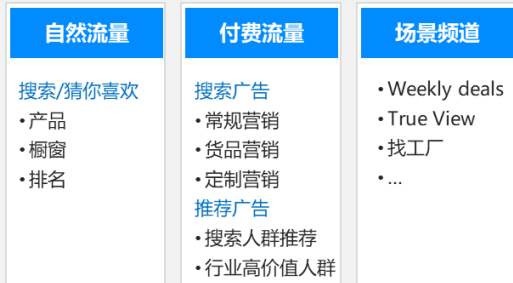 自然流量
搜索/猜你喜欢
•产品
•橱窗
•排名
付费流量
搜索广告
•常规营销
•货品营销
•定制营销
推荐广告
•搜索人群推荐
•行业高价值人群
场景频道
•Weekly deals
•True View
•找工厂
•...